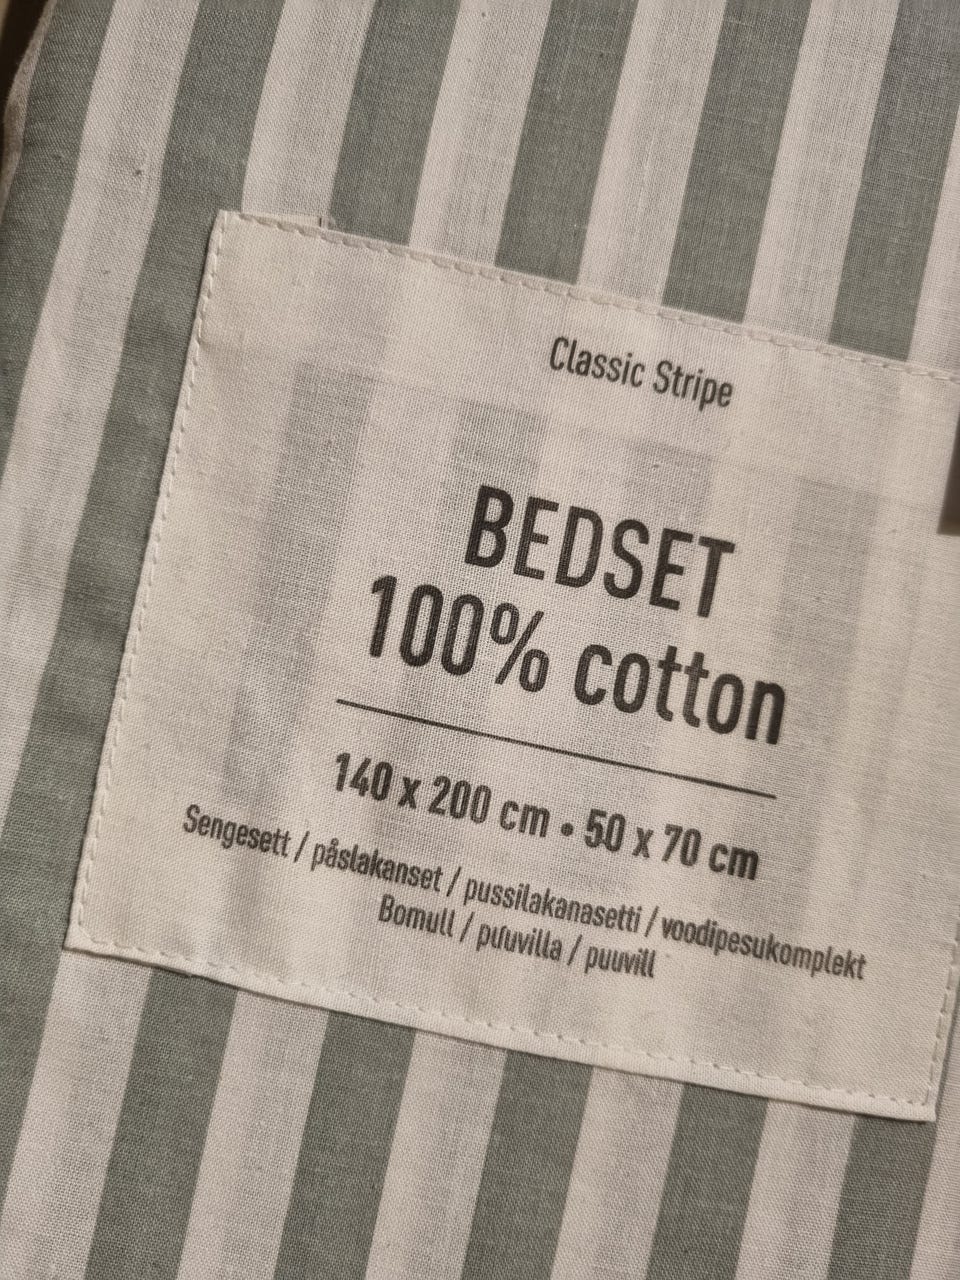 Classic Stripe
BEDSET
100% cotton
140 x 200 cm • 50 x 70 cm
Sengesett / påslakanset / pussilakanasetti / voodipesukomplekt
Bomull / puuvilla / puuvill